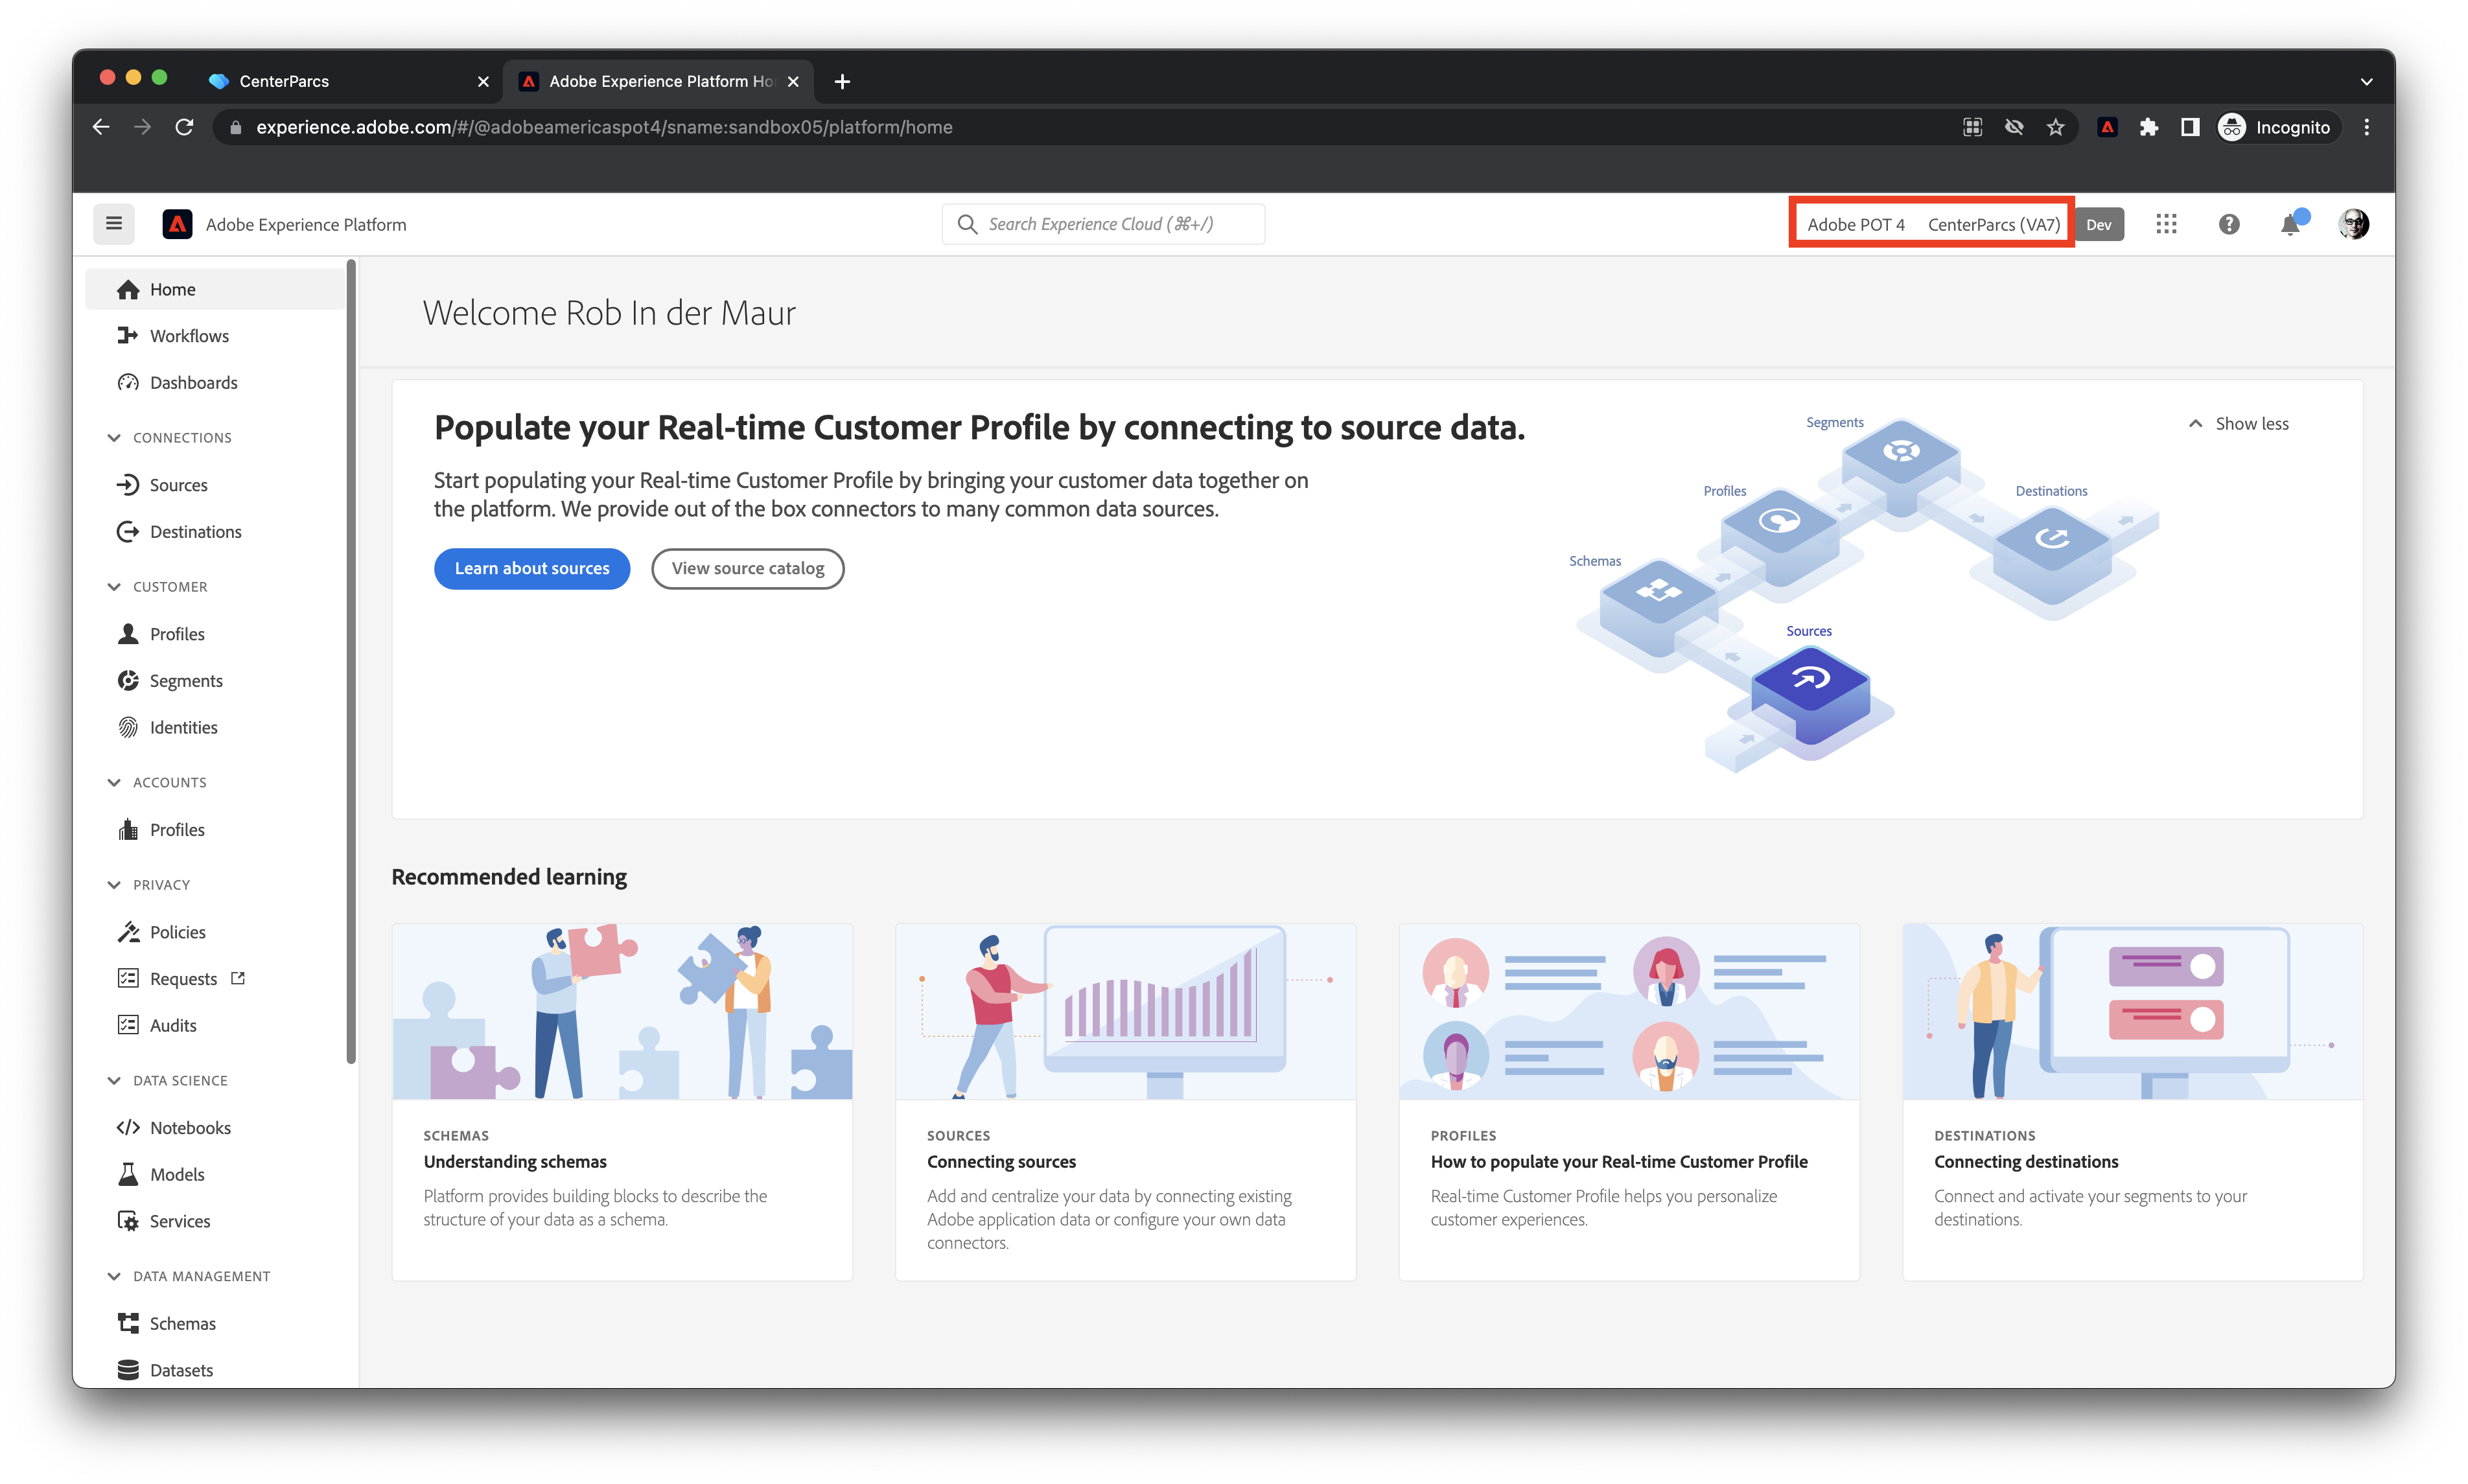 CenterParcs
Adobe Experience Platform Ho
experience.adobe.com/#/@adobeamericaspot4/sname:sandbox05/platform/home
Incognito
Adobe Experience Platform
Search Experience Cloud (⌘+/)
Adobe POT 4
CenterParcs (VA7)
Dev
Home
Workflows
Dashboards
CONNECTIONS
Sources
Destinations
CUSTOMER
Profiles
Segments
Identities
ACCOUNTS
Profiles
PRIVACY
Policies
Requests
Audits
DATA SCIENCE
Notebooks
Models
Services
DATA MANAGEMENT
Schemas
Datasets
Welcome Rob In der Maur
Populate your Real-time Customer Profile by connecting to source data.
Start populating your Real-time Customer Profile by bringing your customer data together on
the platform. We provide out of the box connectors to many common data sources.
Learn about sources
View source catalog
Segments
Profiles
Destinations
Schemas
Sources
Show less
Recommended learning
SCHEMAS
Understanding schemas
Platform provides building blocks to describe the
structure of your data as a schema.
SOURCES
Connecting sources
Add and centralize your data by connecting existing
Adobe application data or configure your own data
connectors.
PROFILES
How to populate your Real-time Customer Profile
Real-time Customer Profile helps you personalize
customer experiences.
DESTINATIONS
Connecting destinations
Connect and activate your segments to your
destinations.